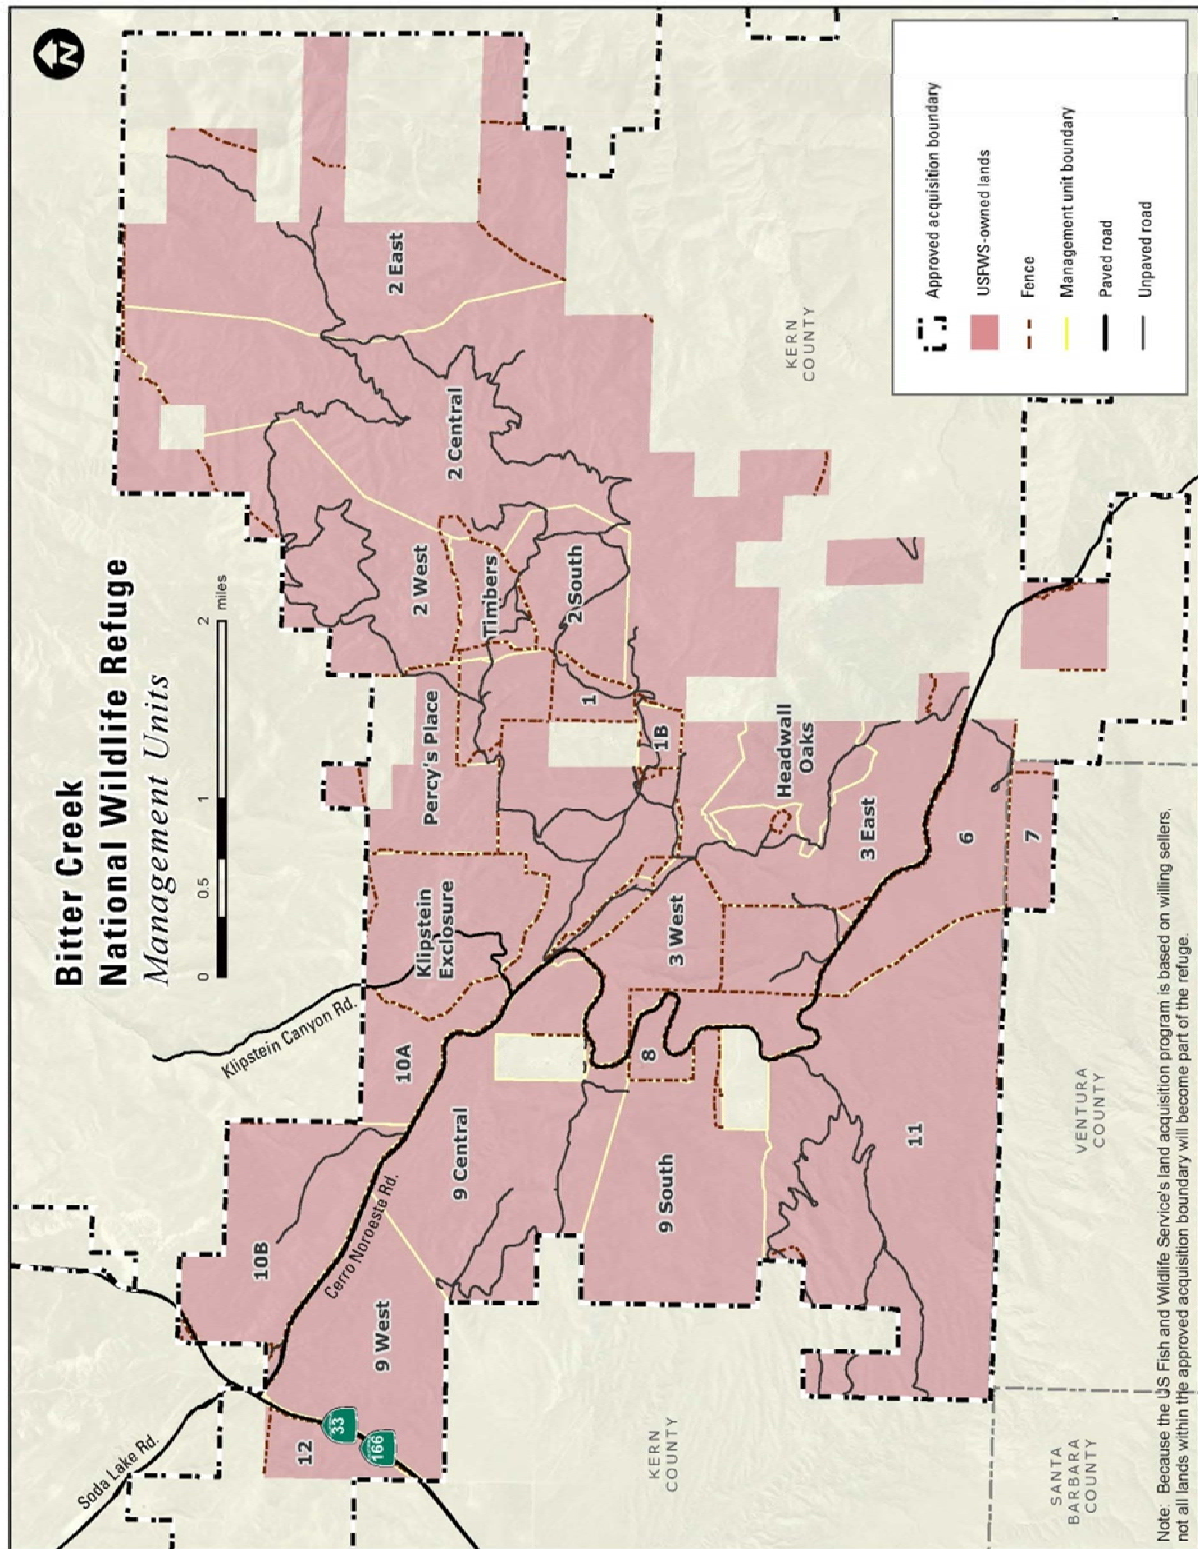 Bitter Creek
National Wildlife Refuge
Management Units
0
0.5
1
2
miles
N
Soda Lake Rd.
Klipstein Canyon Rd.
Cerro Noroeste Rd.
12
33
166
9 West
10B
10A
9 Central
9 South
Klipstein
Exclosure
Percy's Place
2 West
Timbers
2 South
2 Central
2 East
1
1B
8
3 West
3 East
Headwall
Oaks
6
7
11
KERN
COUNTY
KERN
COUNTY
VENTURA
COUNTY
SANTA
BARBARA
COUNTY
Approved acquisition boundary
USFWS-owned lands
Fence
Management unit boundary
Paved road
Unpaved road
Note: Because the US Fish and Wildlife Service's land acquisition program is based on willing sellers,
not all lands within the approved acquisition boundary will become part of the refuge.